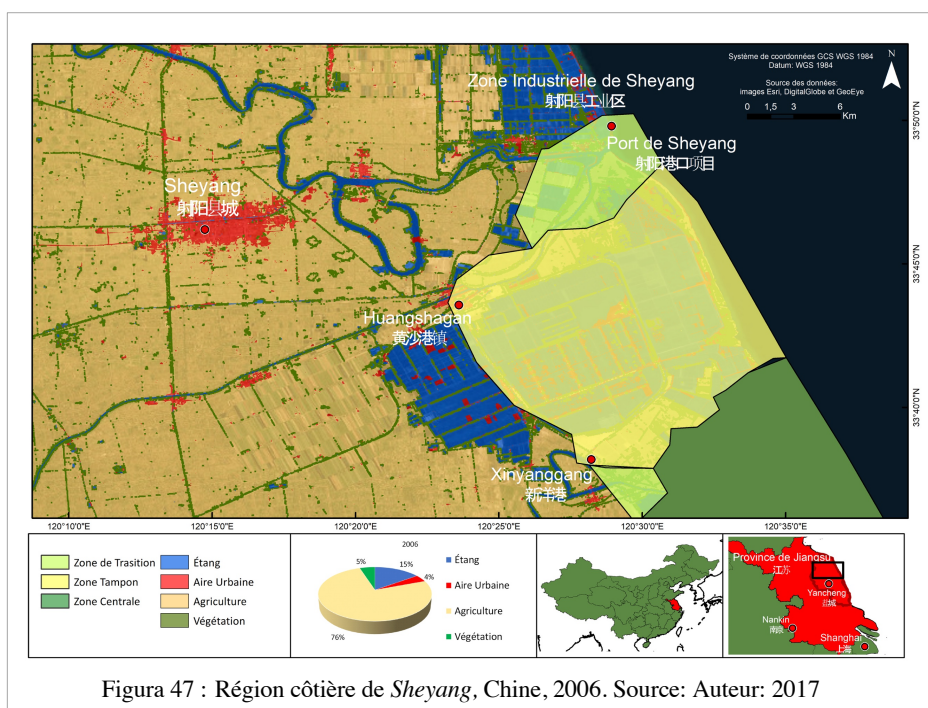 Système de coordonnées GCS WGS 1984
Datum: WGS 1984
Source des données:
images Esri, DigitalGlobe et GeoEye
N
0 1,5 3 6
Km
Zone Industrielle de Sheyang
射阳县工业区
Port de Sheyang
射阳港口项目
Sheyang
射阳县城
Huangshagan
黄沙港镇
Xinyanggang
新洋港
33°50'0"N
33°45'0"N
33°40'0"N
120°10'0"E 120°15'0"E 120°20'0"E 120°25'0"E 120°30'0"E 120°35'0"E
Zone de Trasition
Zone Tampon
Zone Centrale
Étang
Aire Urbaine
Agriculture
Végétation
2006
5%
15%
4%
76%
Étang
Aire Urbaine
Agriculture
Végétation
Province de Jiangsu
江苏
Yancheng
盐城
Nankin
南京
Shanghai
上海
Figura 47 : Région côtière de Sheyang, Chine, 2006. Source: Auteur: 2017